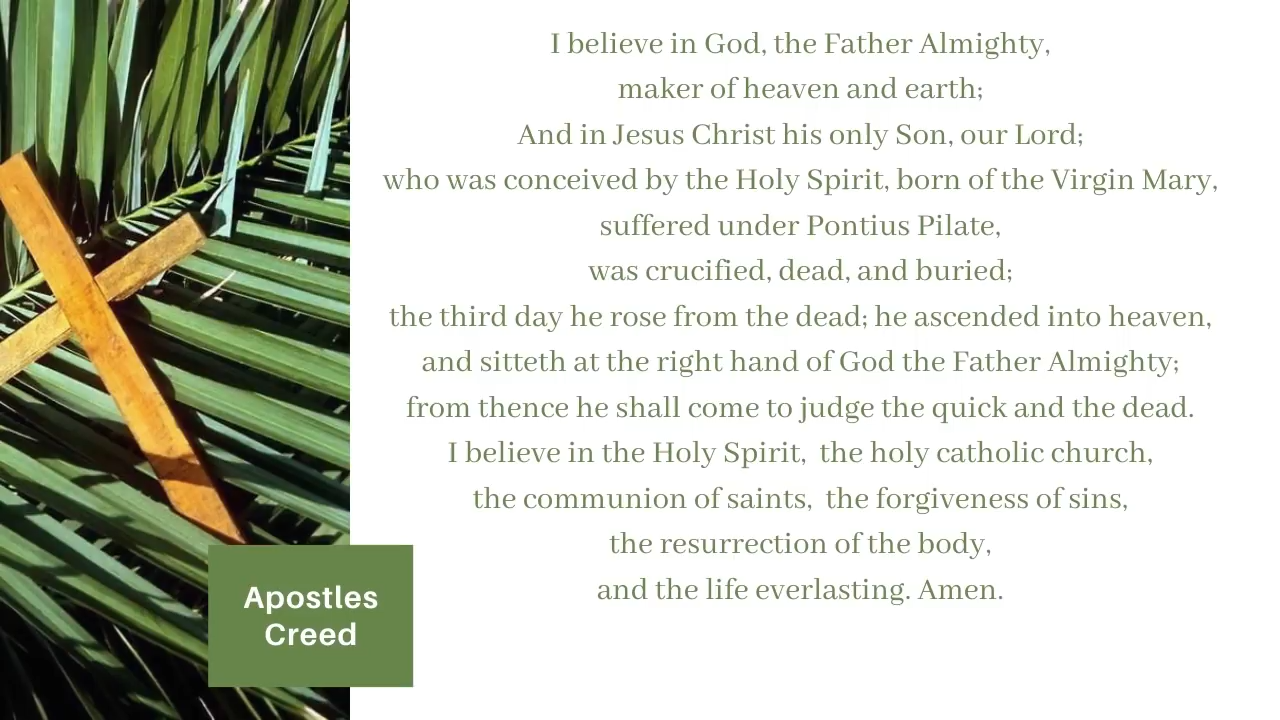 I believe in God, the Father Almighty,
maker of heaven and earth;
And in Jesus Christ his only Son, our Lord;
who was conceived by the Holy Spirit, born of the Virgin Mary,
suffered under Pontius Pilate,
was crucified, dead, and buried;
the third day he rose from the dead; he ascended into heaven,
and sitteth at the right hand of God the Father Almighty;
from thence he shall come to judge the quick and the dead.
I believe in the Holy Spirit,  the holy catholic church,
the communion of saints,  the forgiveness of sins,
the resurrection of the body,
and the life everlasting. Amen.
Apostles
Creed